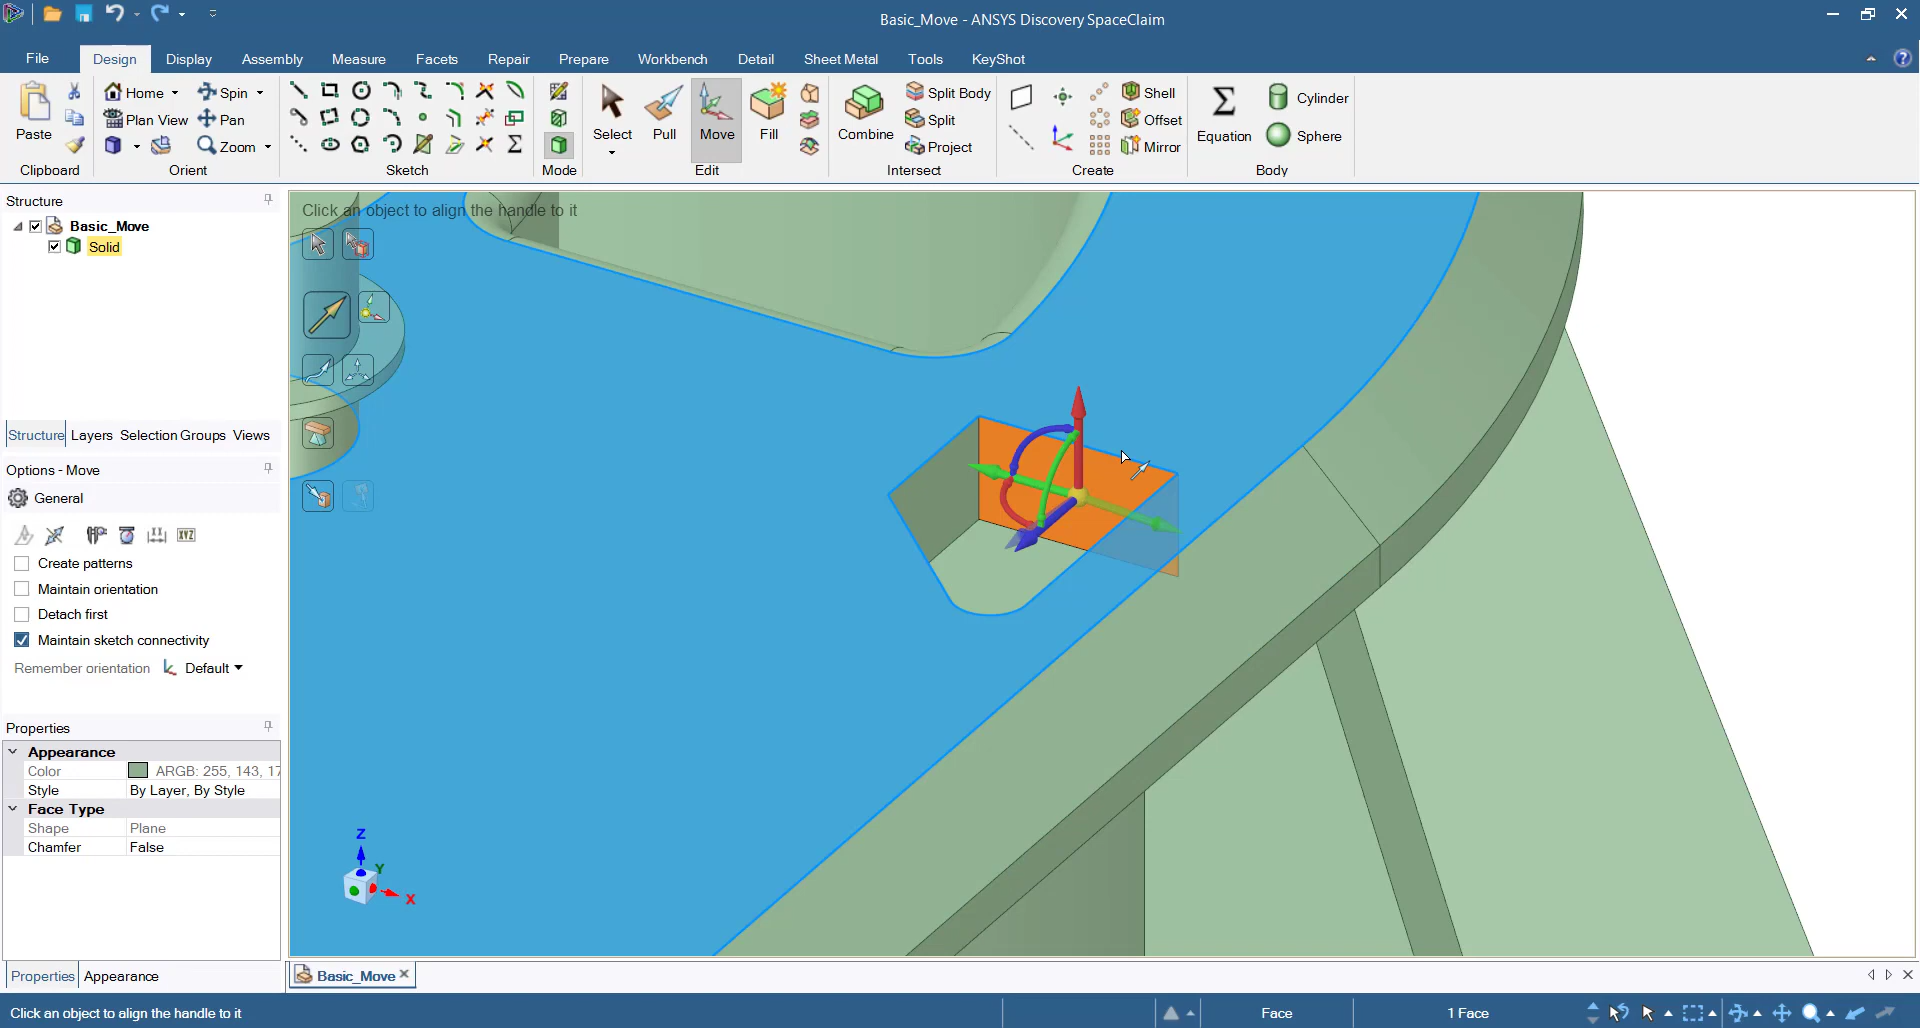 Basic_Move - ANSYS Discovery SpaceClaim
File Design Display Assembly Measure Facets Repair Prepare Workbench Detail Sheet Metal Tools KeyShot
Paste
Clipboard
Home Spin
Plan View Pan
Zoom
Orient
Sketch
Mode
Select Pull Move Fill
Edit
Combine
Split Body
Split
Project
Intersect
Shell
Offset
Mirror
Create
Equation
Cylinder
Sphere
Body
Structure
Basic_Move
Solid
Structure Layers Selection Groups Views
Options - Move
General
XYZ
Create patterns
Maintain orientation
Detach first
Maintain sketch connectivity
Remember orientation Default
Properties
Appearance
Color ARGB: 255, 143, 17
Style By Layer, By Style
Face Type
Shape Plane
Chamfer False
Properties Appearance
Click an object to align the handle to it
Z
Y
X
Basic_Move
Click an object to align the handle to it
Face
1 Face